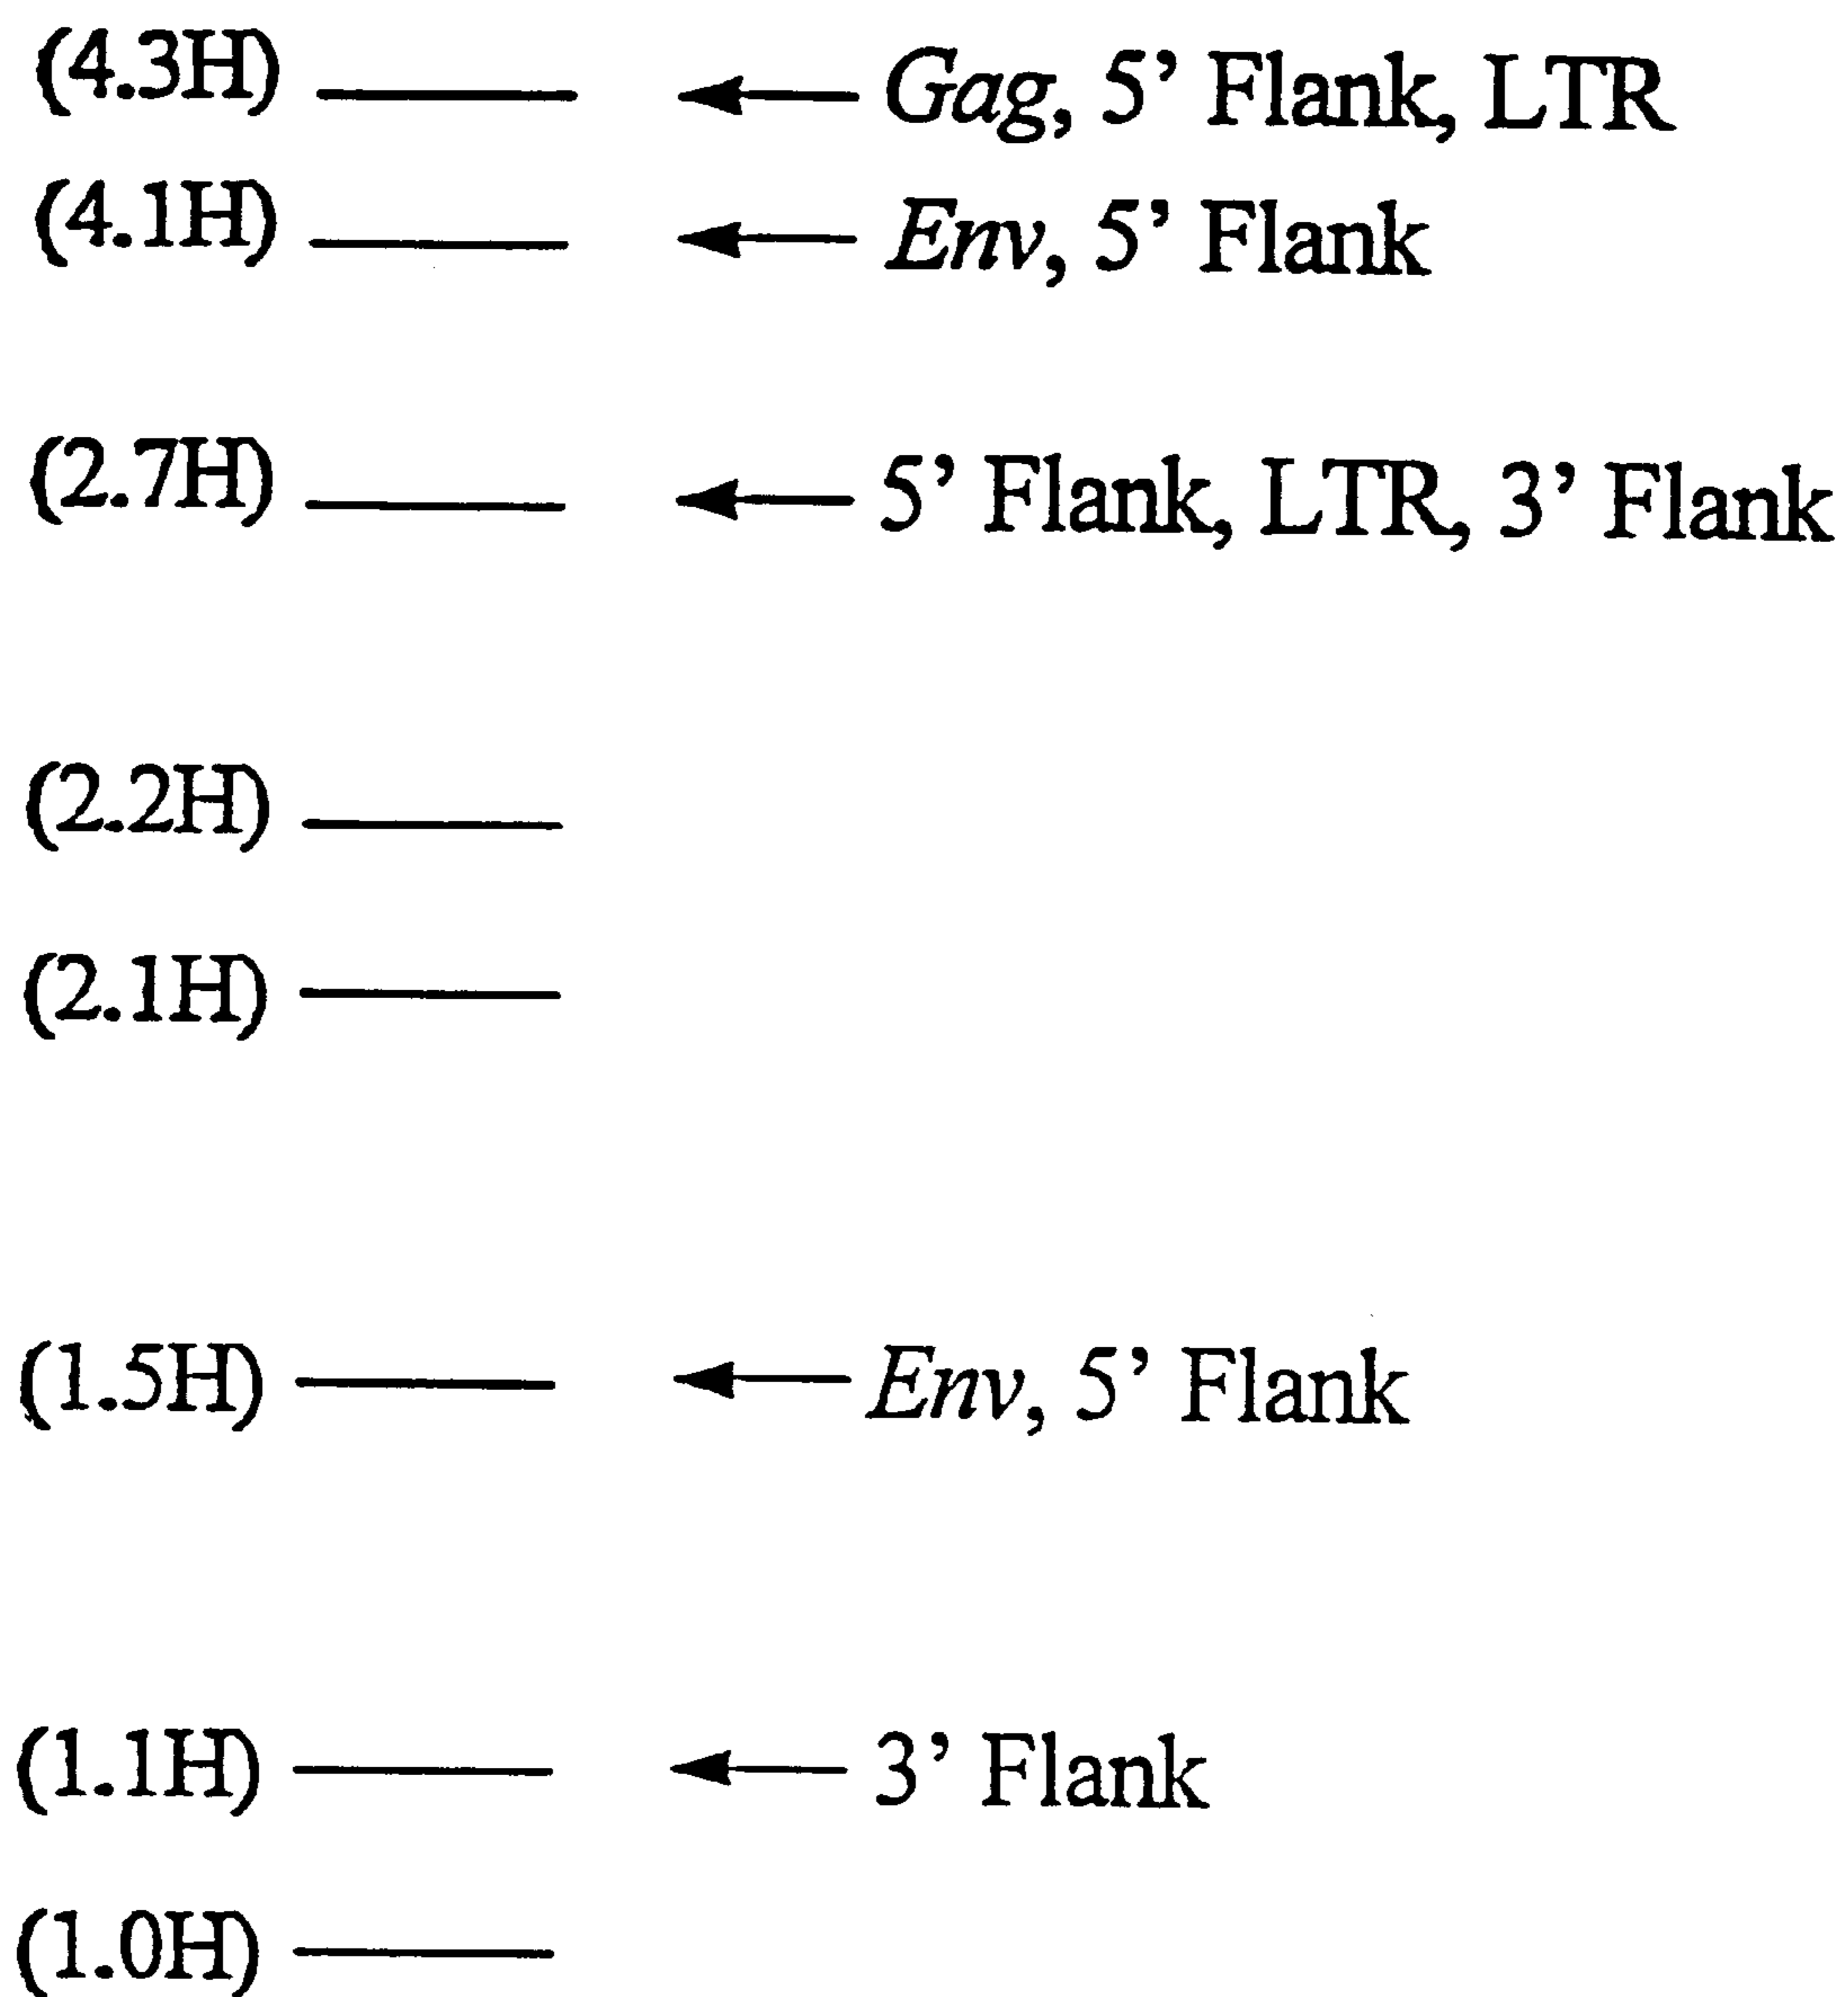 (4.3H) Gag, 5’ Flank, LTR
(4.1H) Env, 5’ Flank
(2.7H) 5’ Flank, LTR, 3’ Flank
(2.2H)
(2.1H)
(1.5H) Env, 5’ Flank
(1.1H) 3’ Flank
(1.0H)